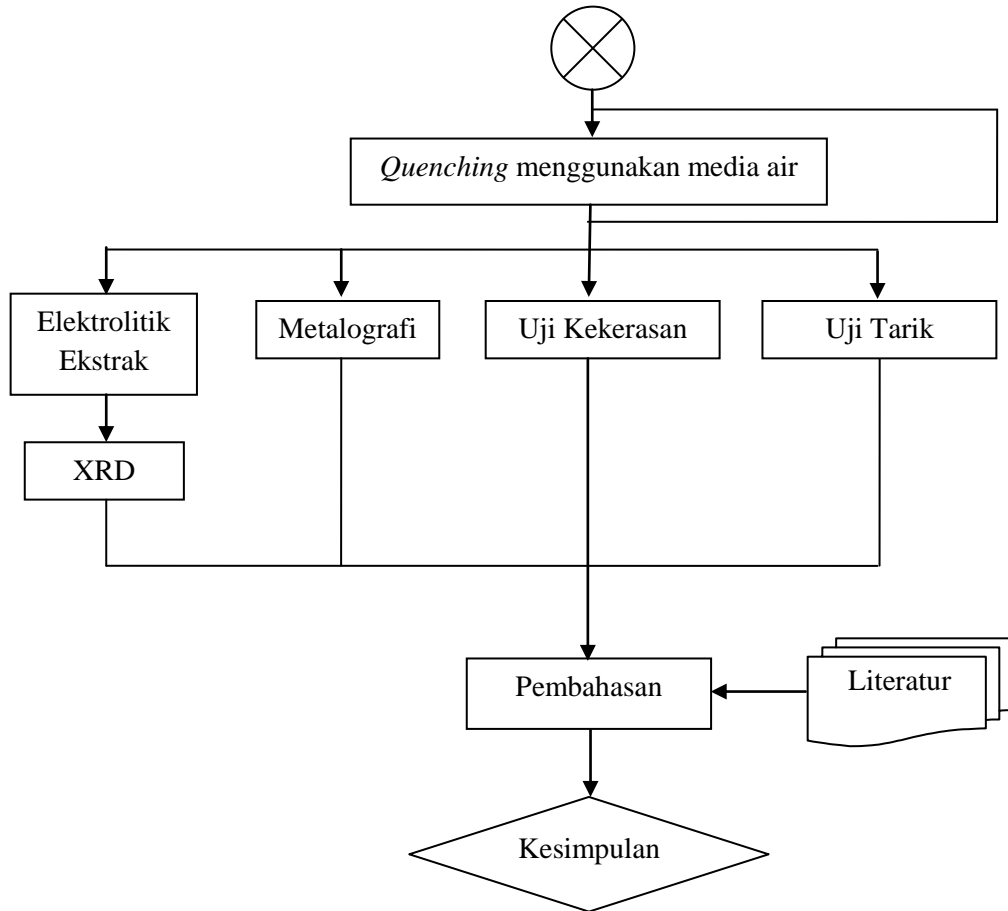 Quenching menggunakan media air
Elektrolitik
Ekstrak
Metalografi
Uji Kekerasan
Uji Tarik
XRD
Pembahasan
Literatur
Kesimpulan